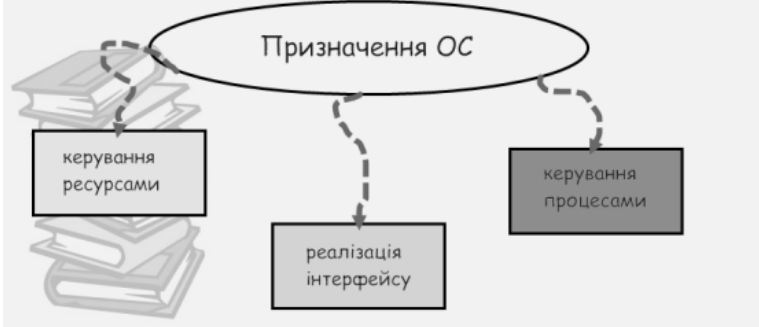 Призначення ОС
керування
ресурсами
керування
процесами
реалізація
інтерфейсу